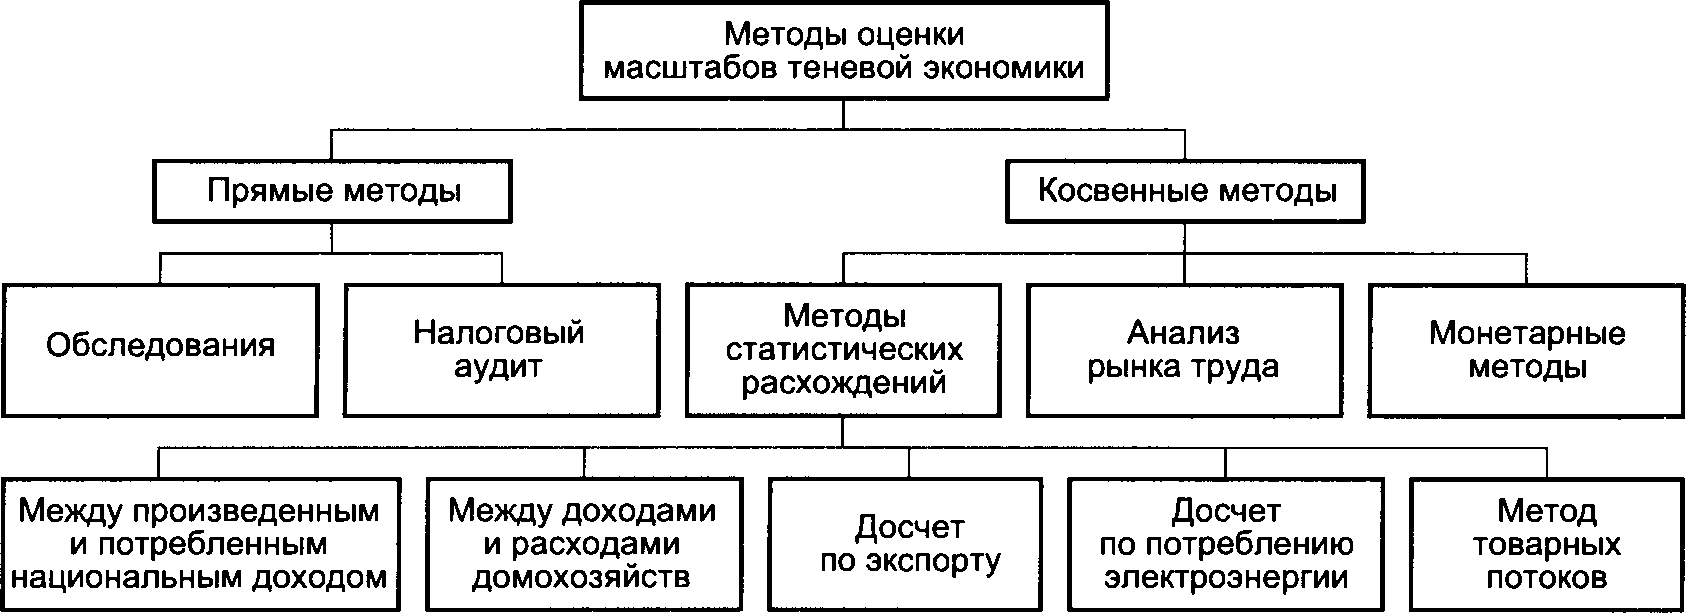 Методы оценки
масштабов теневой экономики
Прямые методы
Косвенные методы
Обследования
Налоговый
аудит
Методы
статистических
расхождений
Анализ
рынка труда
Монетарные
методы
Между произведенным
и потребленным
национальным доходом
Между доходами
и расходами
домохозяйств
Досчет
по экспорту
Досчет
по потреблению
электроэнергии
Метод
товарных
потоков